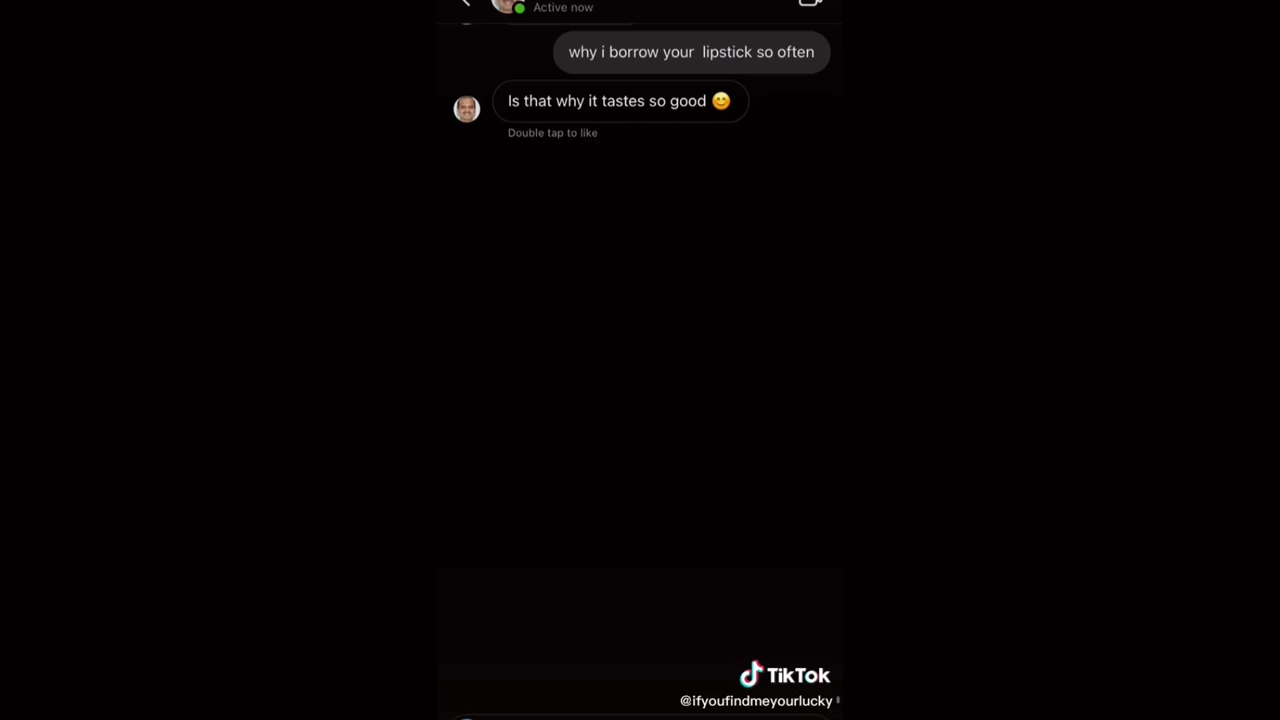 Active now
why i borrow your  lipstick so often
Is that why it tastes so good 😊
Double tap to like
TikTok
@ifyoufindmeyourlucky